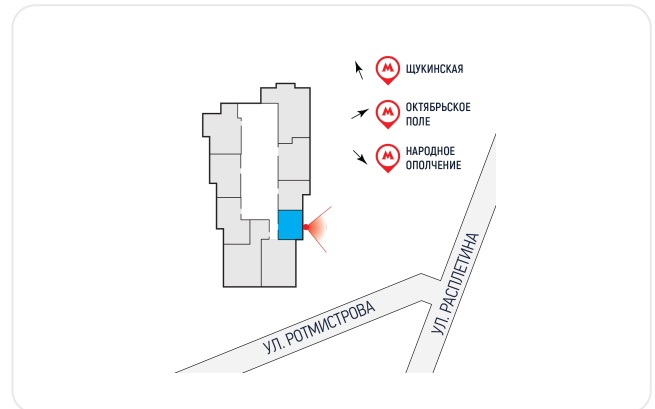 ЩУКИНСКАЯ
ОКТЯБРЬСКОЕ
ПОЛЕ
НАРОДНОЕ
ОПОЛЧЕНИЕ
УЛ. РАСПЛЕТИНА
УЛ. РОТМИСТРОВА